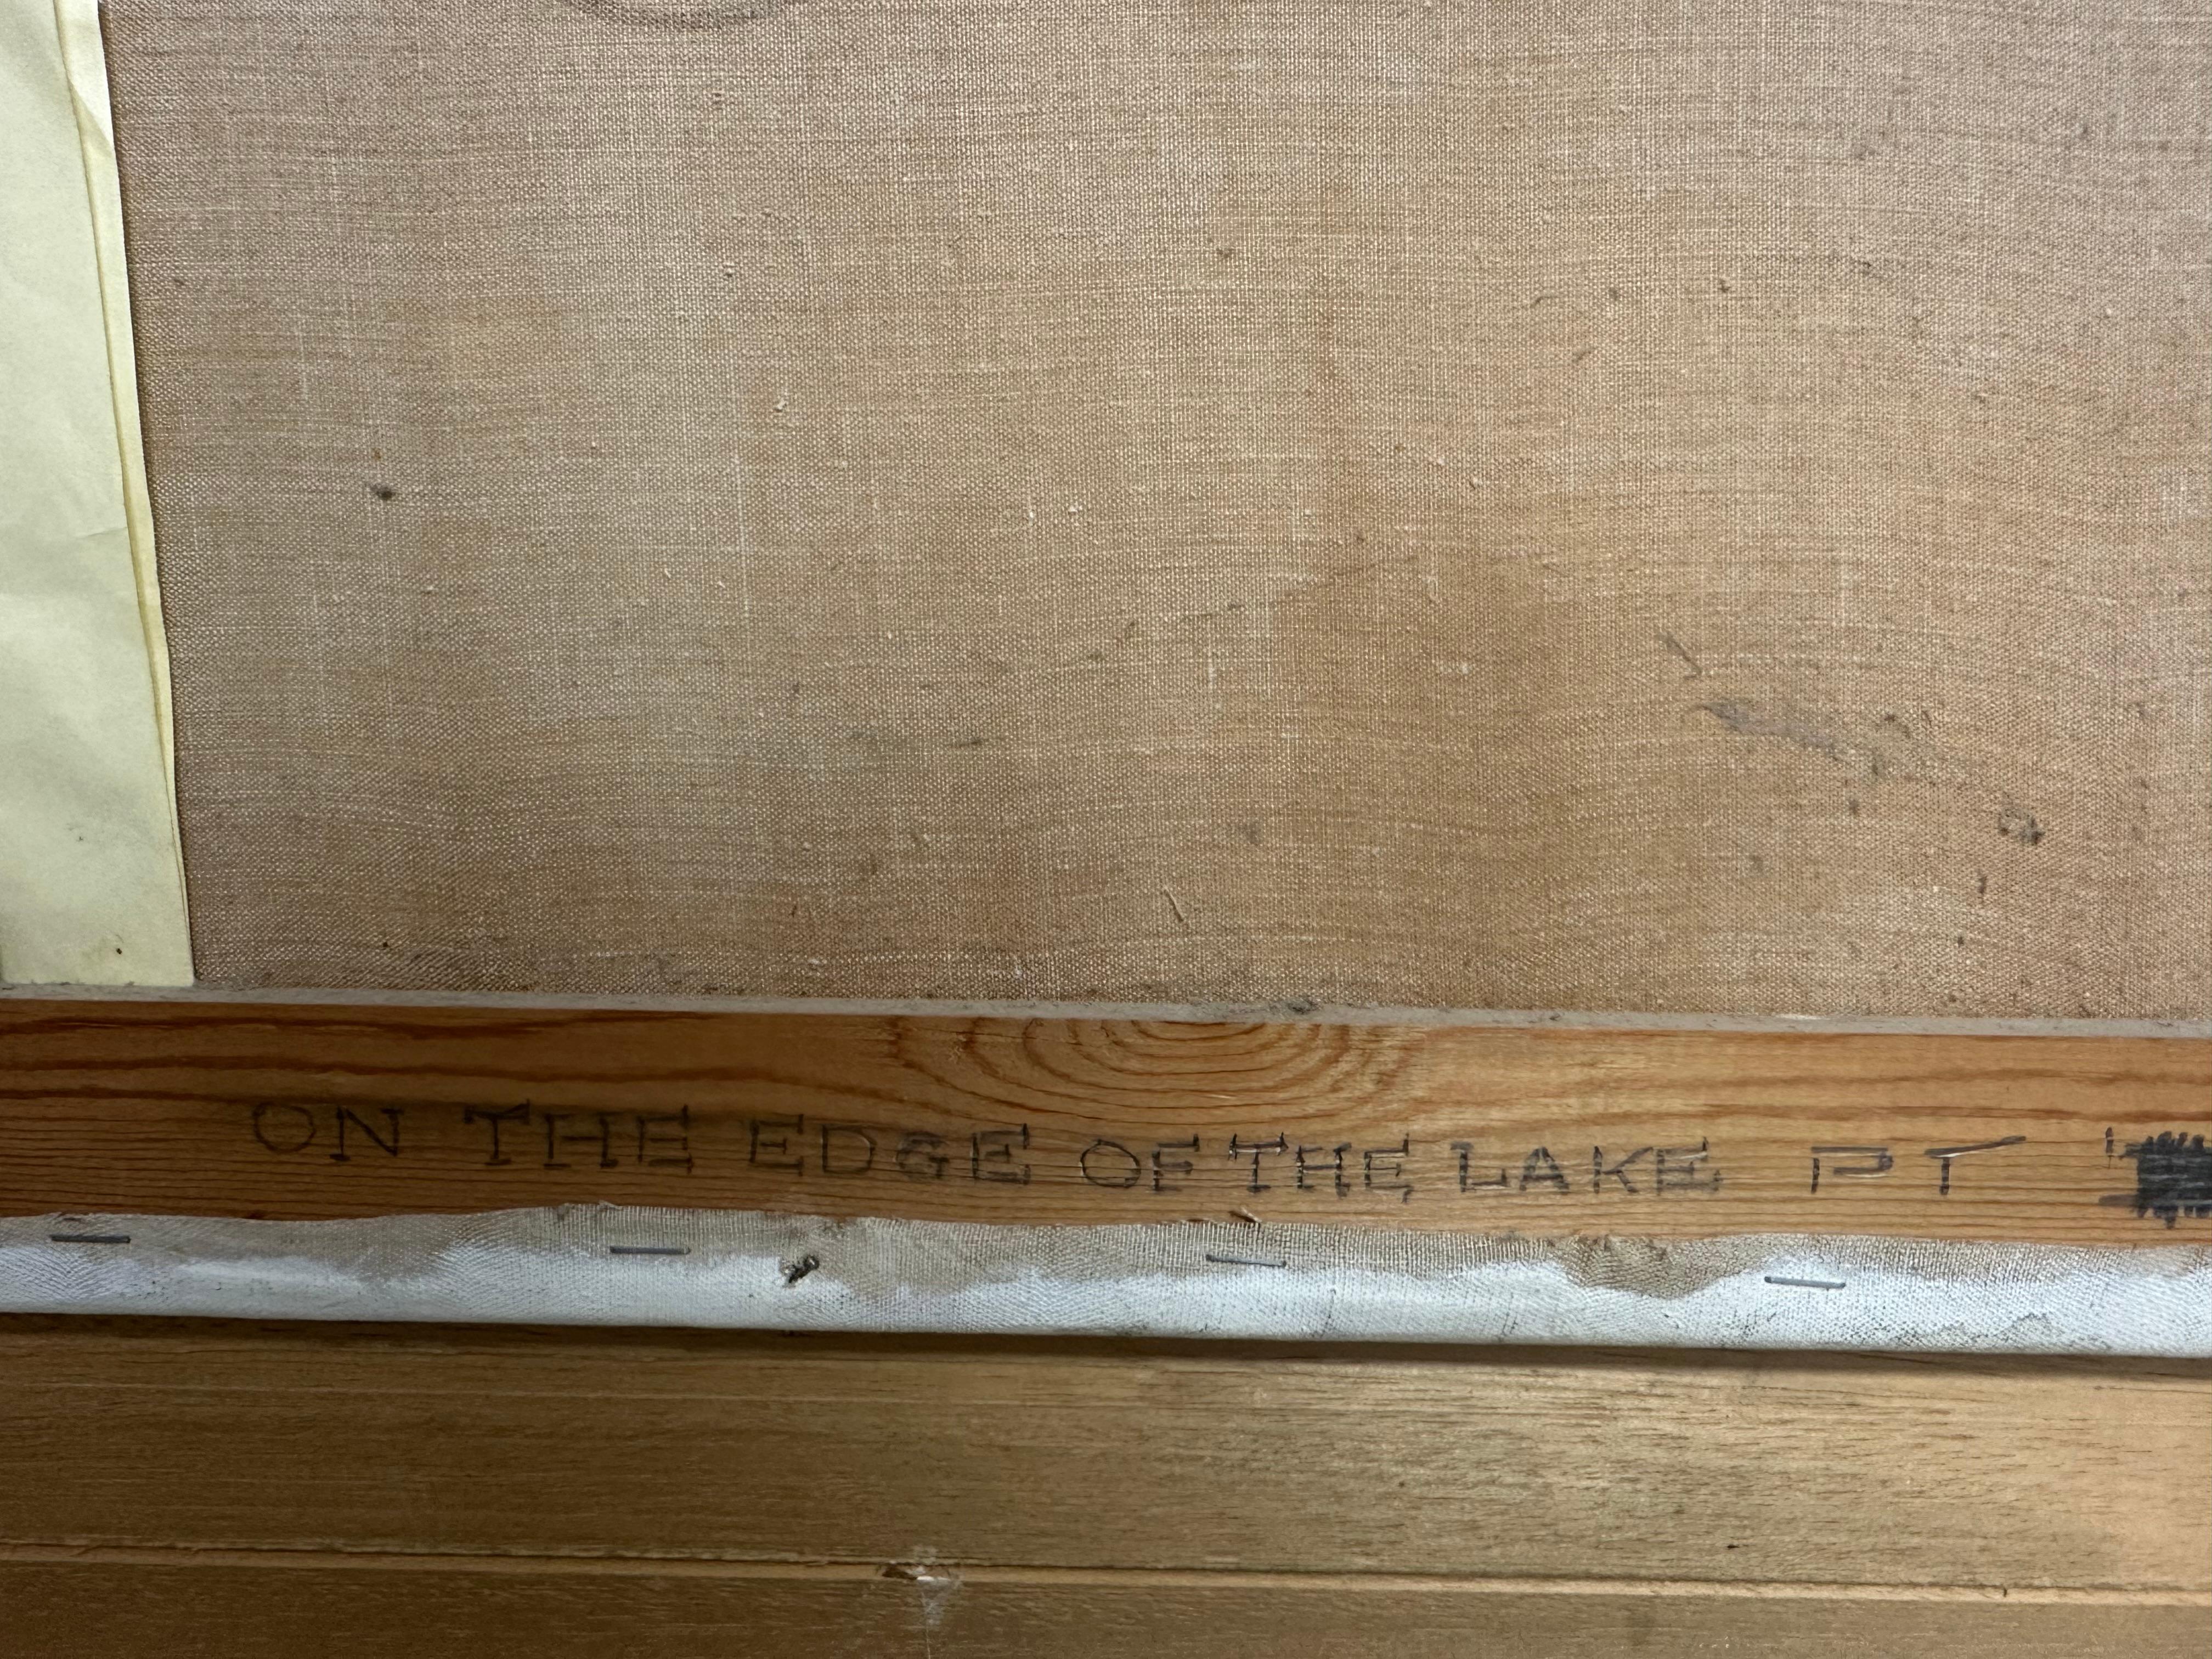 ON THE EDGE OF THE LAKE PT